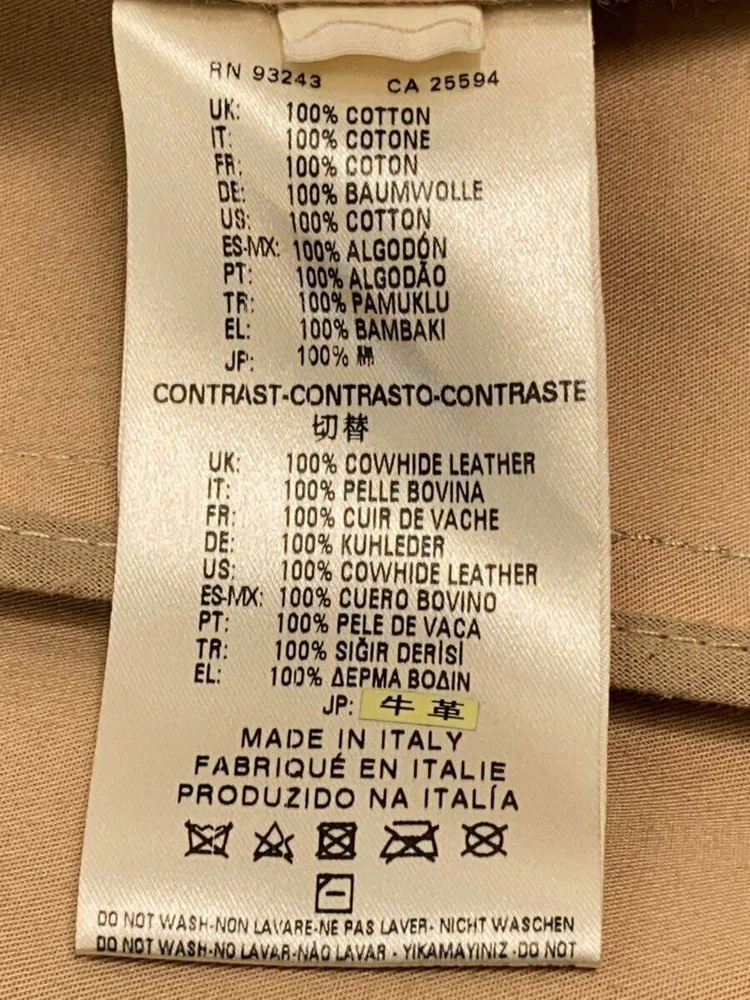 RN 93243 CA 25594
UK: 100% COTTON
IT: 100% COTONE
FR: 100% COTON
DE: 100% BAUMWOLLE
US: 100% COTTON
ES-MX: 100% ALGODÓN
PT: 100% ALGODÃO
TR: 100% PAMUKLU
EL: 100% BAMBAKI
JP: 100% 綿
CONTRAST-CONTRASTO-CONTRASTE
切替
UK: 100% COWHIDE LEATHER
IT: 100% PELLE BOVINA
FR: 100% CUIR DE VACHE
DE: 100% KUHLEDER
US: 100% COWHIDE LEATHER
ES-MX: 100% CUERO BOVINO
PT: 100% PELE DE VACA
TR: 100% SIĞIR DERİSİ
EL: 100% ΔΕΡΜΑ ΒΟΔΙΝ
JP: 牛革
MADE IN ITALY
FABRIQUÉ EN ITALIE
PRODUZIDO NA ITALÍA
DO NOT WASH-NON LAVARE-NE PAS LAVER- NICHT WASCHEN
DO NOT WASH-NO LAVAR-NÃO LAVAR - YIKAMAYINIZ -DO NOT